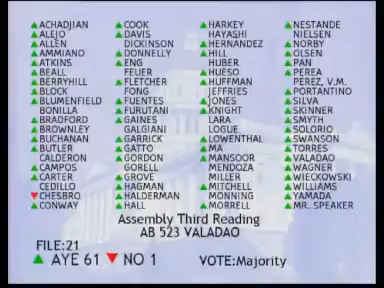 ACHADJIAN COOK HARKEY NESTANDE
ALEJO DAVIS HAYASHI NIELSEN
ALLEN DICKINSON HERNANDEZ NORBY
AMMIANO DONNELLY HILL OLSEN
ATKINS ENG HUBER PAN
BEALL FEUER HUESO PEREA
BERRYHILL FLETCHER HUFFMAN PEREZ, V.M.
BLOCK FONG JEFFRIES PORTANTINO
BLUMENFIELD FUENTES JONES SILVA
BONILLA FURUTANI KNIGHT SKINNER
BRADFORD GAINES LARA SMYTH
BROWNLEY GALGIANI LOGUE SOLORIO
BUCHANAN GARRICK LOWENTHAL SWANSON
BUTLER GATTO MA TORRES
CALDERON GORDON MANSOOR VALADAO
CAMPOS GORELL MENDOZA WAGNER
CARTER GROVE MILLER WIECKOWSKI
CEDILLO HAGMAN MITCHELL WILLIAMS
CHESBRO HALDERMAN MONNING YAMADA
CONWAY HALL MORRELL MR. SPEAKER
Assembly Third Reading
AB 523 VALADAO
FILE:21
AYE 61 NO 1 VOTE:Majority